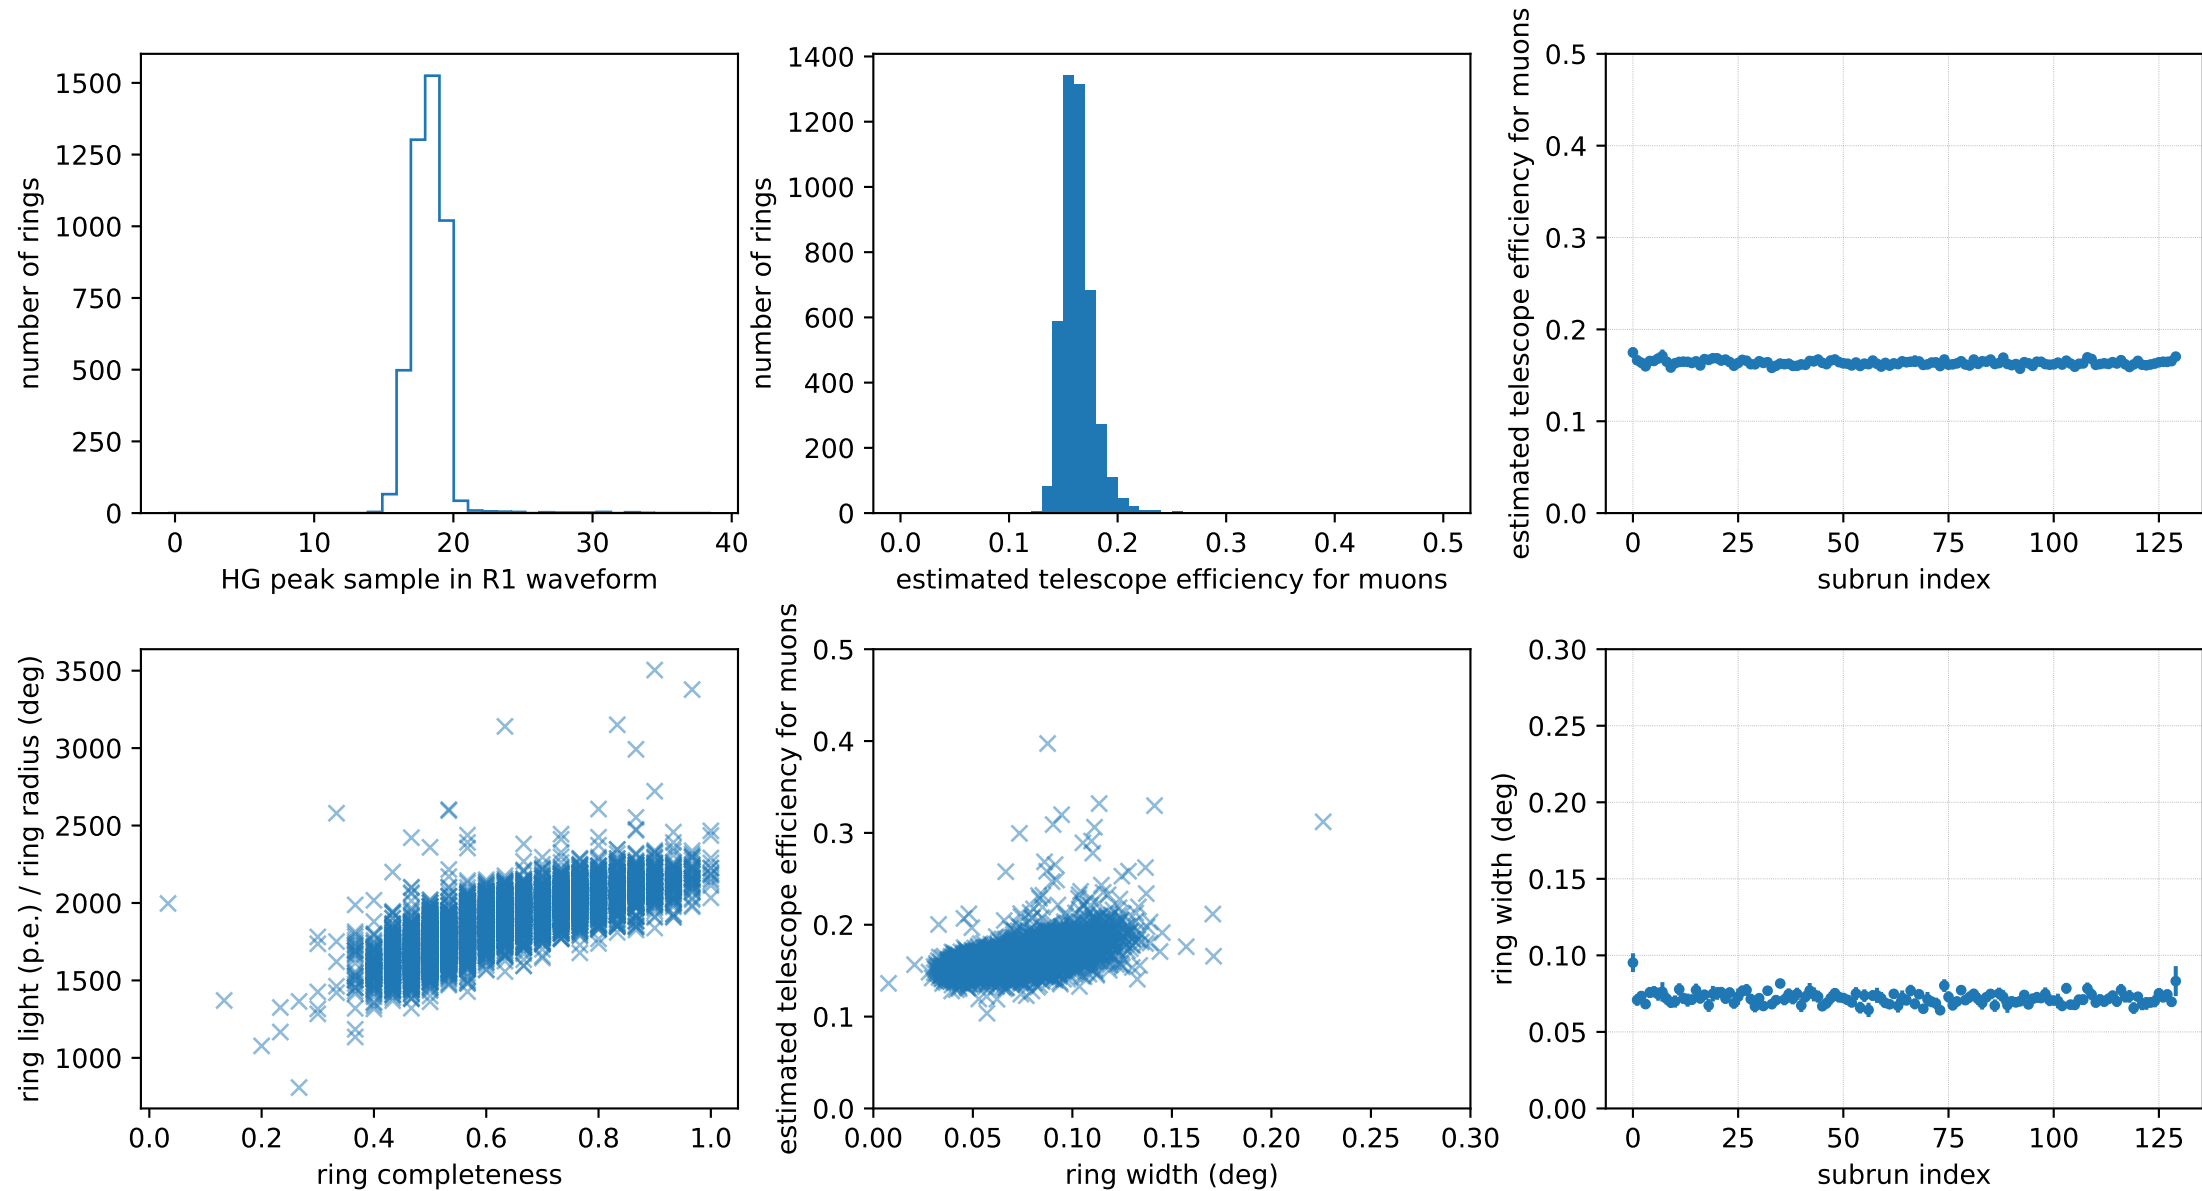 number of rings
1500
1250
1000
750
500
250
0
0 10 20 30 40
HG peak sample in R1 waveform
number of rings
1400
1200
1000
800
600
400
200
0
0.0 0.1 0.2 0.3 0.4 0.5
estimated telescope efficiency for muons
estimated telescope efficiency for muons
0.5
0.4
0.3
0.2
0.1
0.0
0 25 50 75 100 125
subrun index
ring light (p.e.) / ring radius (deg)
3500
3000
2500
2000
1500
1000
0.0 0.2 0.4 0.6 0.8 1.0
ring completeness
estimated telescope efficiency for muons
0.5
0.4
0.3
0.2
0.1
0.0
0.00 0.05 0.10 0.15 0.20 0.25 0.30
ring width (deg)
ring width (deg)
0.30
0.25
0.20
0.15
0.10
0.05
0.00
0 25 50 75 100 125
subrun index